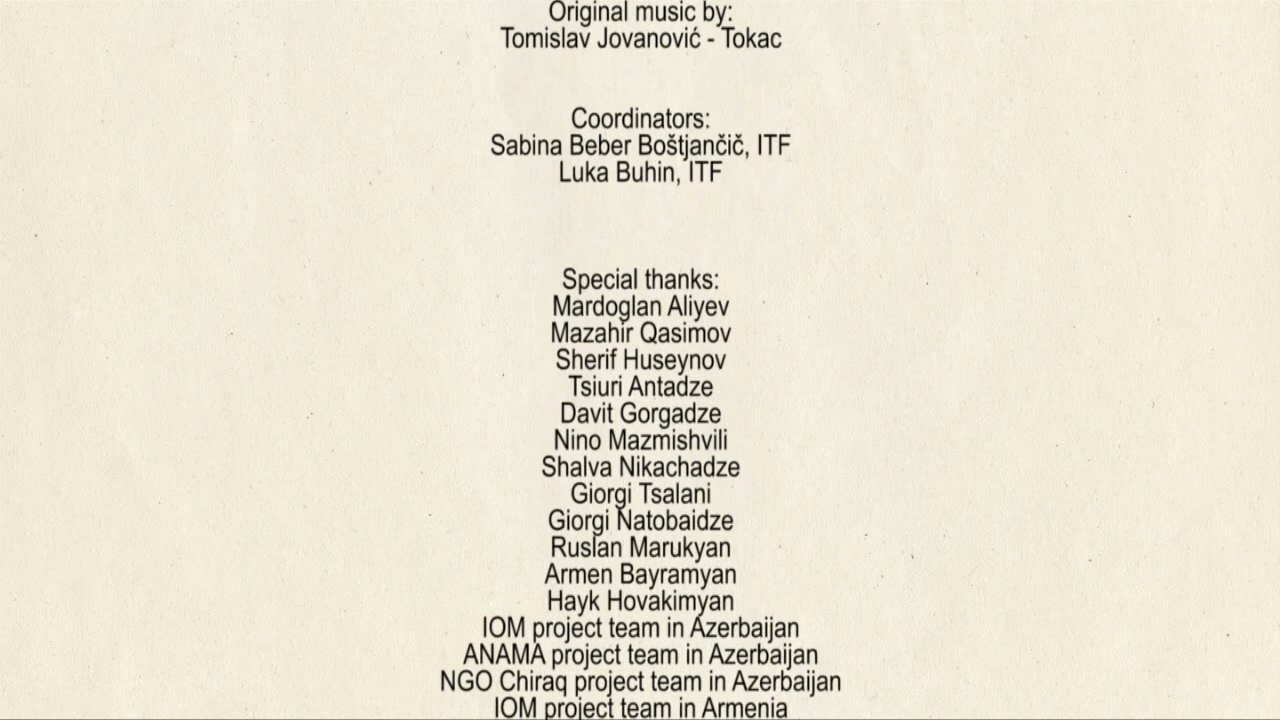 Original music by:
Tomislav Jovanović - Tokac
Coordinators:
Sabina Beber Boštjančič, ITF
Luka Buhin, ITF
Special thanks:
Mardoglan Aliyev
Mazahir Qasimov
Sherif Huseynov
Tsiuri Antadze
Davit Gorgadze
Nino Mazmishvili
Shalva Nikachadze
Giorgi Tsalani
Giorgi Natobaidze
Ruslan Marukyan
Armen Bayramyan
Hayk Hovakimyan
IOM project team in Azerbaijan
ANAMA project team in Azerbaijan
NGO Chiraq project team in Azerbaijan
IOM project team in Armenia